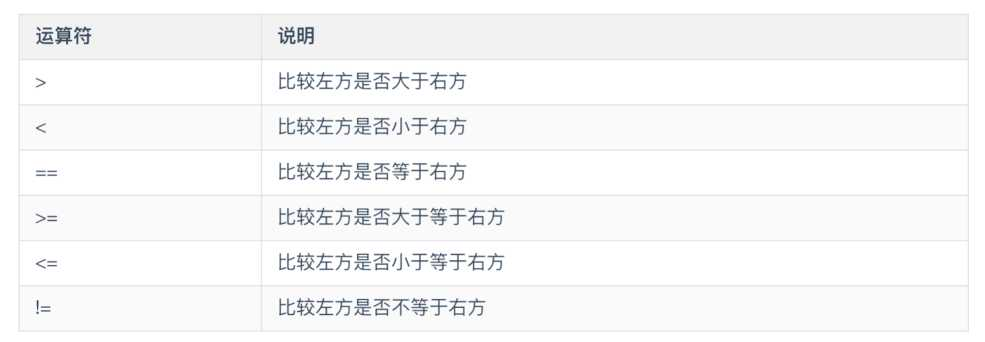 运算符 说明
> 比较左方是否大于右方
< 比较左方是否小于右方
== 比较左方是否等于右方
>= 比较左方是否大于等于右方
<= 比较左方是否小于等于右方
!= 比较左方是否不等于右方